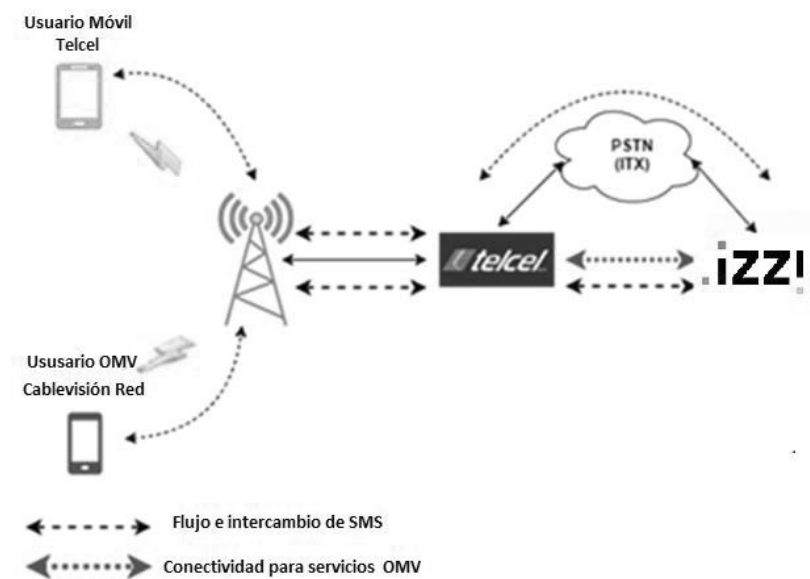 Usuario Móvil
Telcel
PSTN
(ITX)
telcel
izzi
Ususario OMV
Cablevisión Red
Flujo e intercambio de SMS
Conectividad para servicios OMV